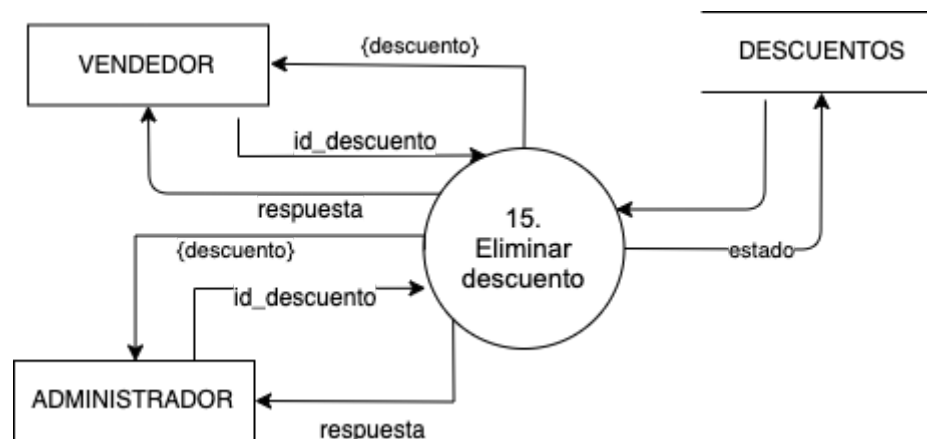 {descuento}
VENDEDOR
DESCUENTOS
id_descuento
respuesta
15.
Eliminar
descuento
{descuento}
estado
id_descuento
ADMINISTRADOR
respuesta